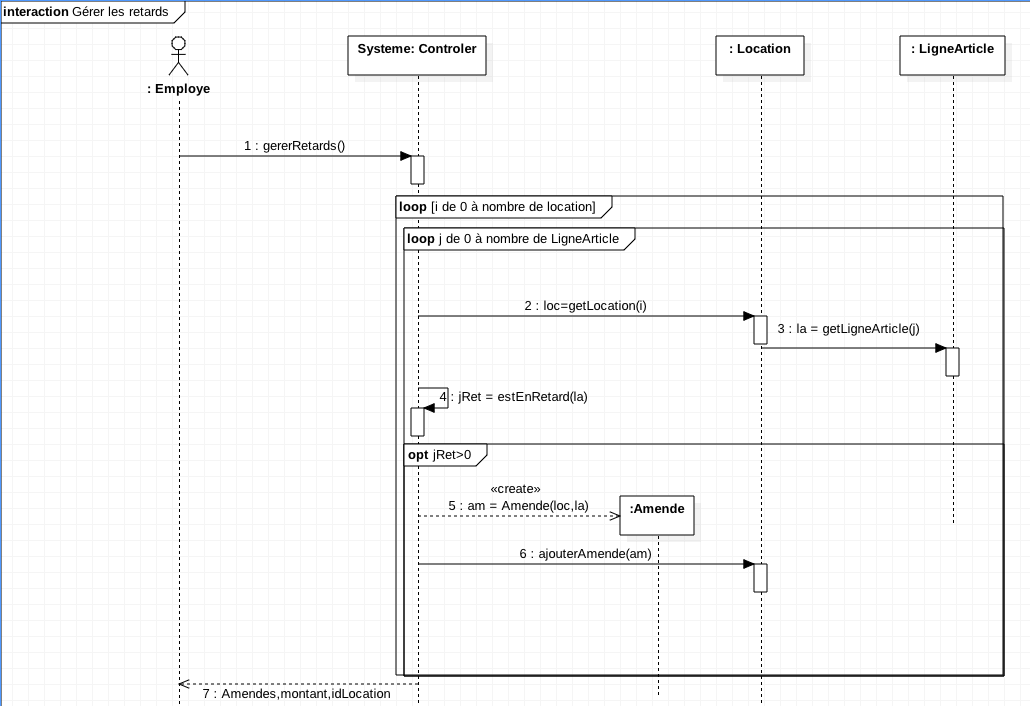 interaction Gérer les retards
Systeme: Controler
: Location
: LigneArticle
: Employe
1 : gererRetards()
loop [i de 0 à nombre de location]
loop j de 0 à nombre de LigneArticle
2 : loc=getLocation(i)
3 : la = getLigneArticle(j)
4 : jRet = estEnRetard(la)
opt jRet>0
«create»
5 : am = Amende(loc,la)
:Amende
6 : ajouterAmende(am)
7 : Amendes,montant,idLocation